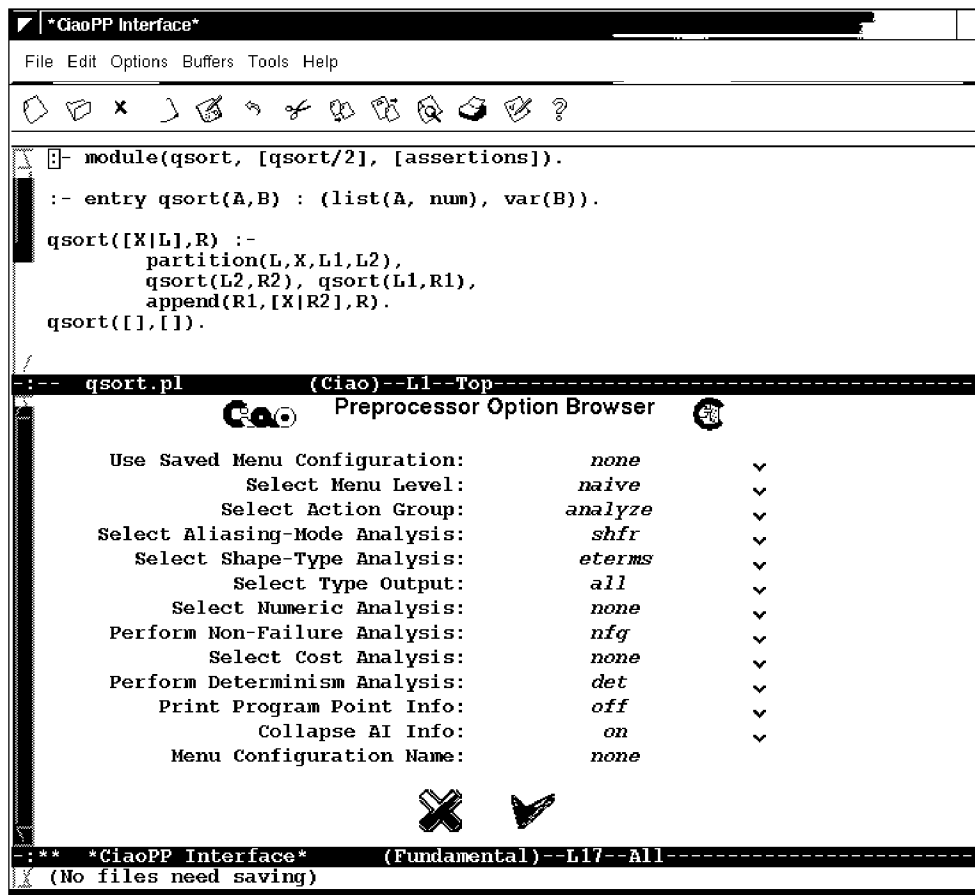 *CiaoPP Interface*
File Edit Options Buffers Tools Help
:- module(qsort, [qsort/2], [assertions]).
:- entry qsort(A,B) : (list(A, num), var(B)).
qsort([X|L],R) :-
partition(L,X,L1,L2),
qsort(L2,R2), qsort(L1,R1),
append(R1,[X|R2],R).
qsort([],[]).
-:-- qsort.pl (Ciao)--L1--Top----------------------------------------
Ciao Preprocessor Option Browser
Use Saved Menu Configuration: none
Select Menu Level: naive
Select Action Group: analyze
Select Aliasing-Mode Analysis: shfr
Select Shape-Type Analysis: eterms
Select Type Output: all
Select Numeric Analysis: none
Perform Non-Failure Analysis: nfg
Select Cost Analysis: none
Perform Determinism Analysis: det
Print Program Point Info: off
Collapse AI Info: on
Menu Configuration Name: none
-:** *CiaoPP Interface* (Fundamental)--L17--All-------------------------
(No files need saving)